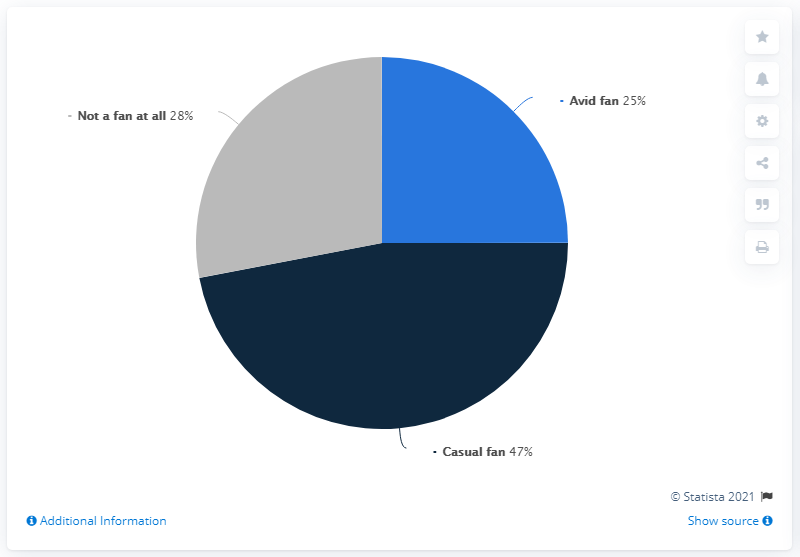 Avid fan 25%
Not a fan at all 28%
Casual fan 47%
© Statista 2021
Additional Information
Show source